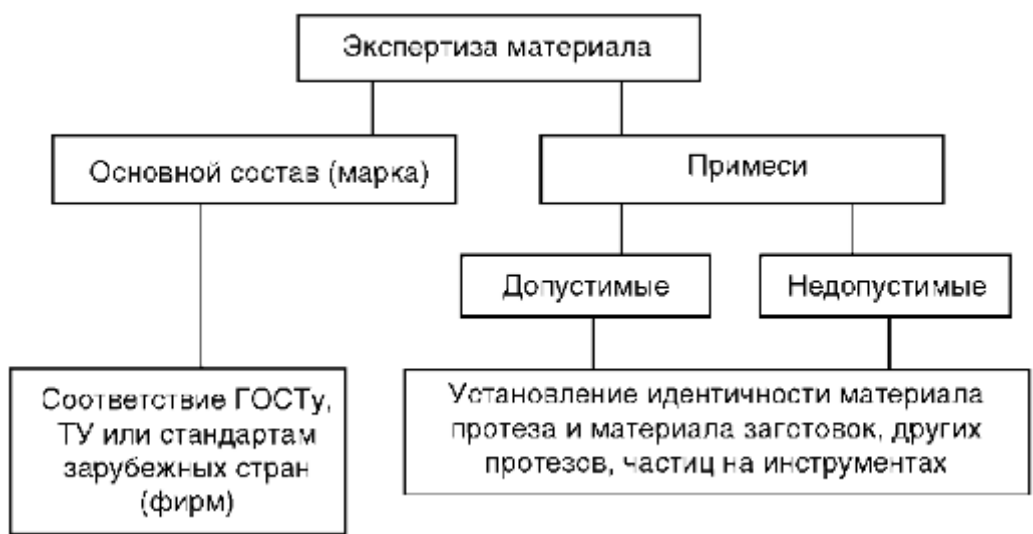 Экспертиза материала
Основной состав (марка)
Примеси
Допустимые
Недопустимые
Соответствие ГОСТу,
ТУ или стандартам
зарубежных стран
(фирм)
Установление идентичности материала
протеза и материала загстовок, других
протезов, частиц на инструментах